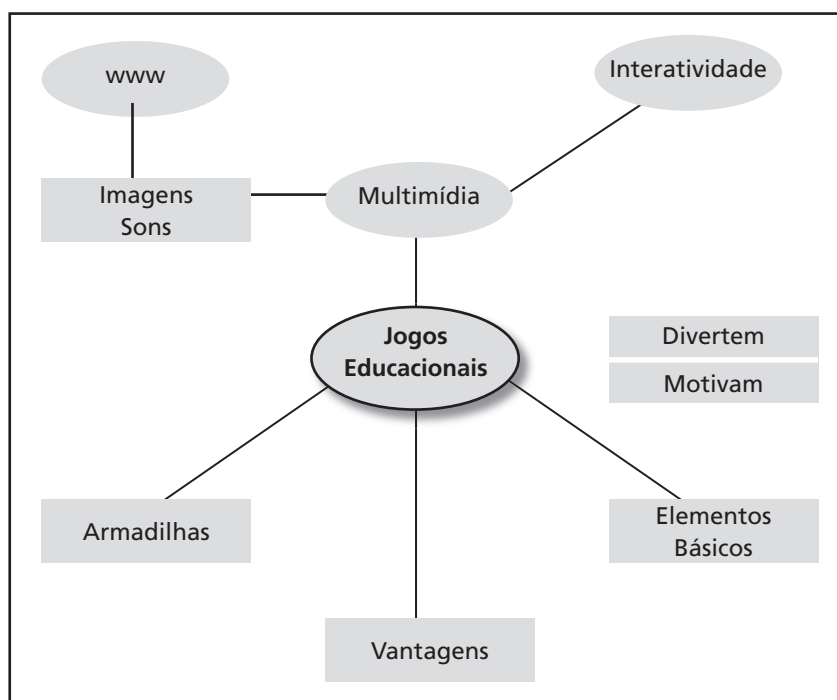 www
Interatividade
Imagens
Sons
Multimídia
Jogos
Educacionais
Divertem
Motivam
Armadilhas
Elementos
Básicos
Vantagens